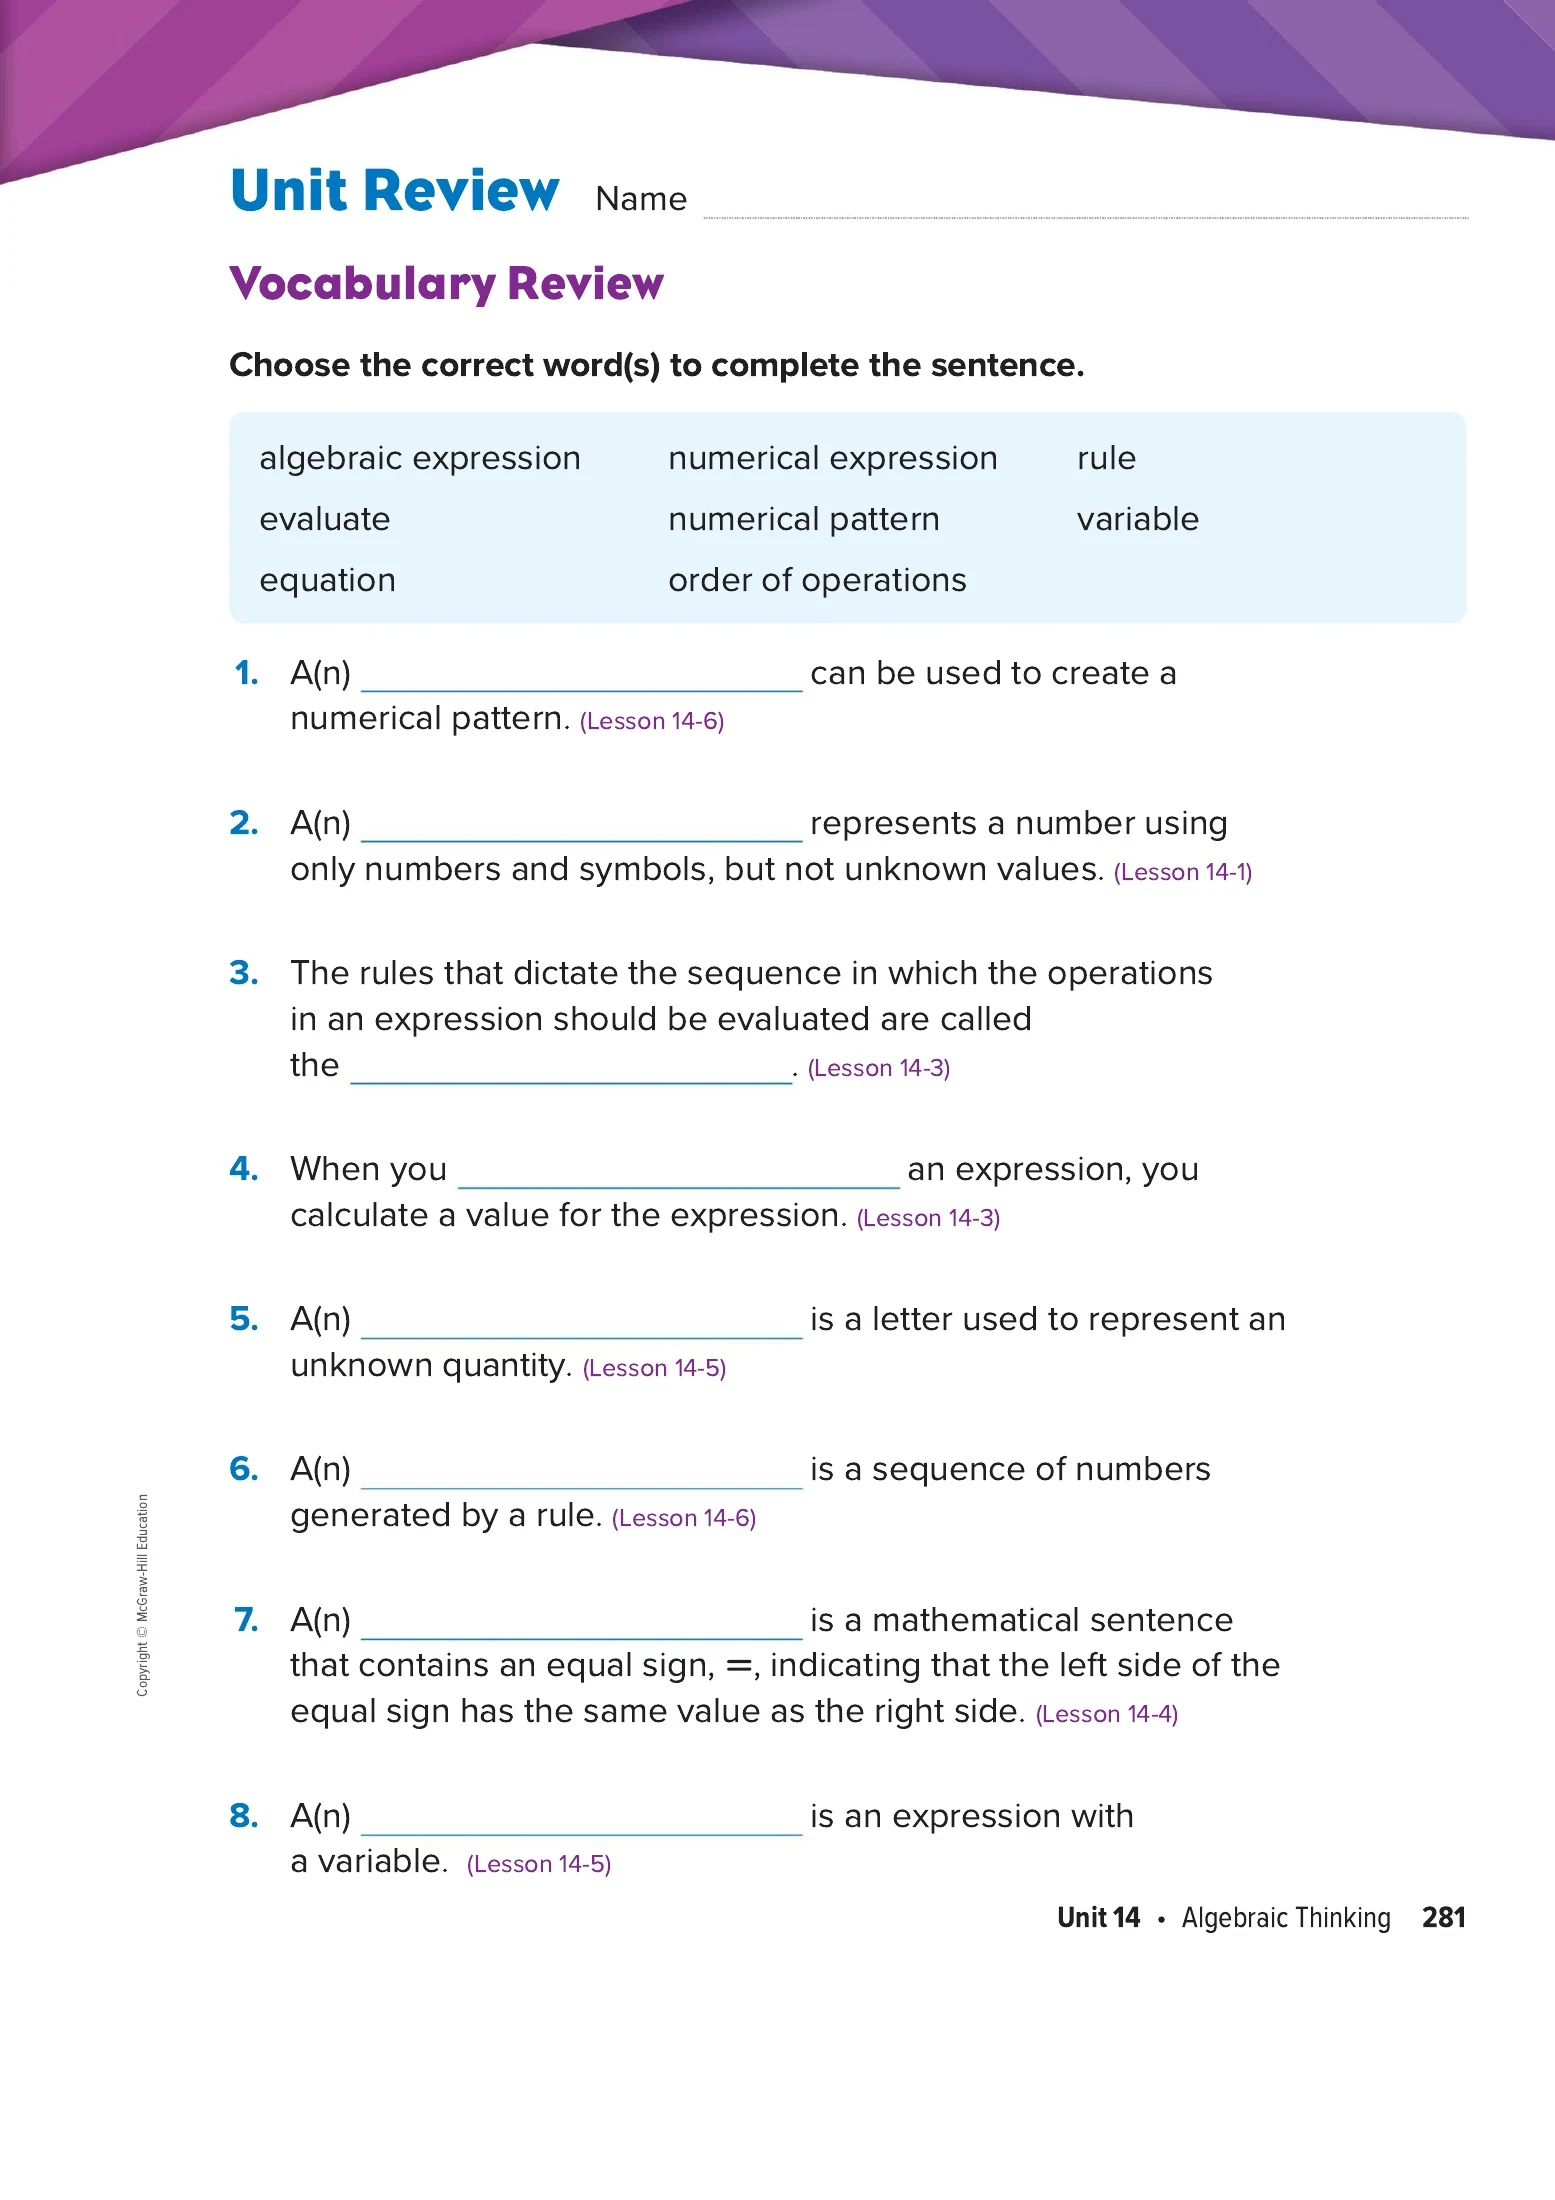 Unit Review Name
Vocabulary Review
Choose the correct word(s) to complete the sentence.
algebraic expression numerical expression rule
evaluate numerical pattern variable
equation order of operations
1. A(n) ______ can be used to create a
numerical pattern. (Lesson 14-6)
2. A(n) ______ represents a number using
only numbers and symbols, but not unknown values. (Lesson 14-1)
3. The rules that dictate the sequence in which the operations
in an expression should be evaluated are called
the ______. (Lesson 14-3)
4. When you ______ an expression, you
calculate a value for the expression. (Lesson 14-3)
5. A(n) ______ is a letter used to represent an
unknown quantity. (Lesson 14-5)
6. A(n) ______ is a sequence of numbers
generated by a rule. (Lesson 14-6)
7. A(n) ______ is a mathematical sentence
that contains an equal sign, =, indicating that the left side of the
equal sign has the same value as the right side. (Lesson 14-4)
8. A(n) ______ is an expression with
a variable. (Lesson 14-5)
Copyright © McGraw-Hill Education
Unit 14 • Algebraic Thinking 281